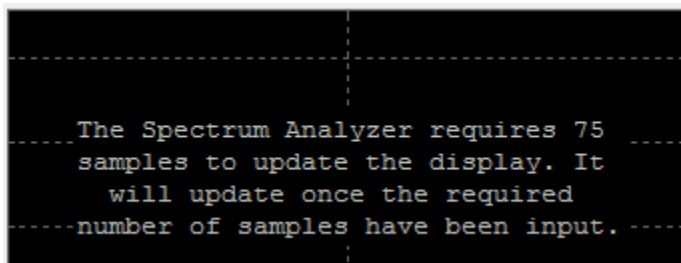 The Spectrum Analyzer requires 75
samples to update the display. It
will update once the required
number of samples have been input.